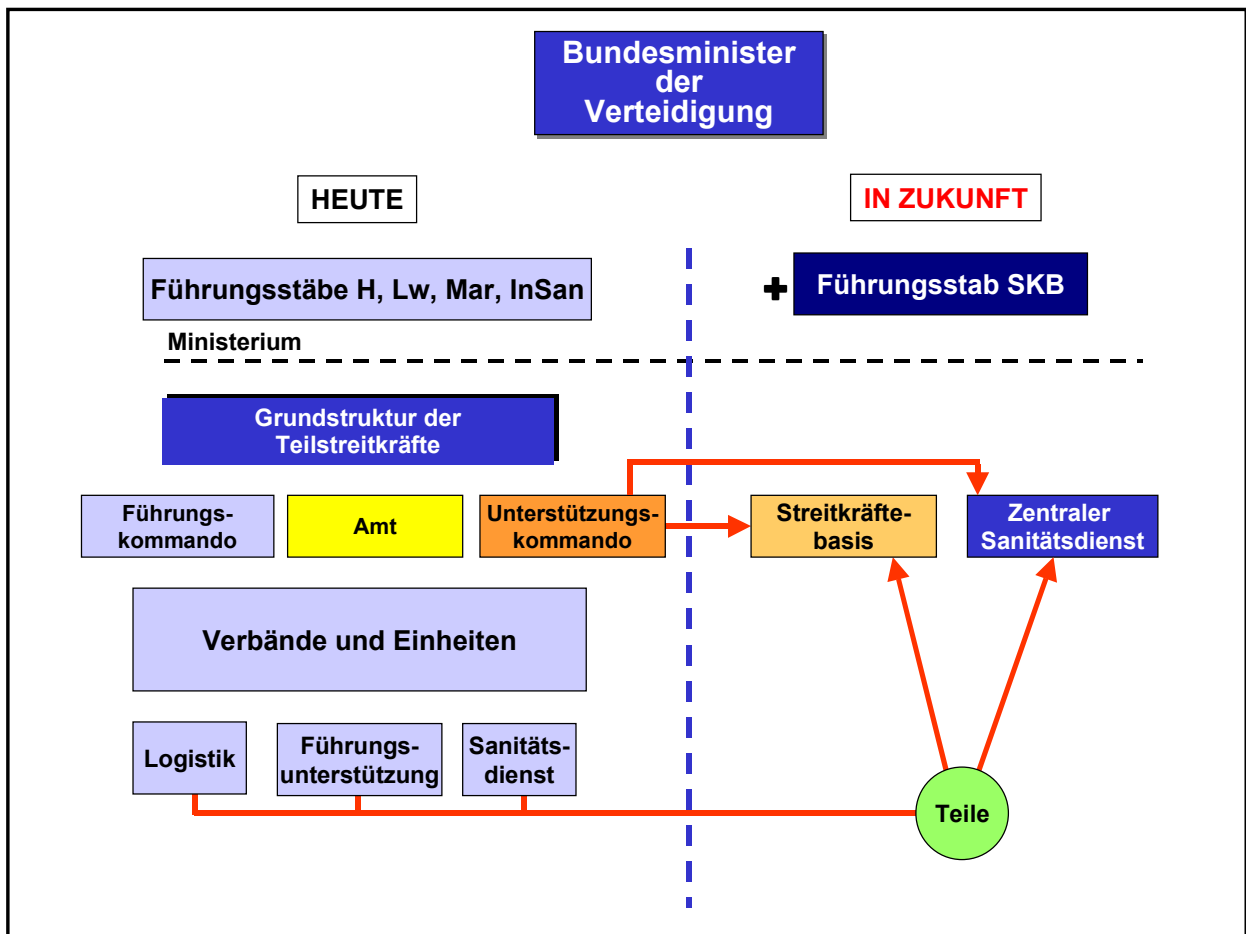 Bundesminister
der
Verteidigung
HEUTE
IN ZUKUNFT
Führungsstäbe H, Lw, Mar, InSan
+ Führungsstab SKB
Ministerium
Grundstruktur der
Teilstreitkräfte
Führungs-
kommando
Amt
Unterstützungs-
kommando
Streitkräfte-
basis
Zentraler
Sanitätsdienst
Verbände und Einheiten
Logistik
Führungs-
unterstützung
Sanitäts-
dienst
Teile